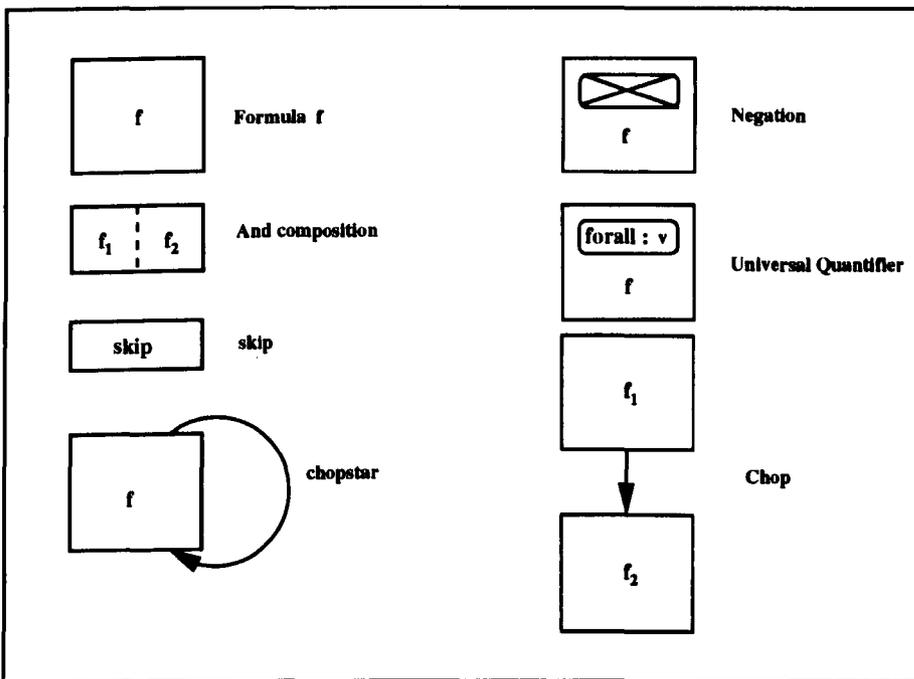 f
Formula f
f1 f2
And composition
skip
skip
f
chopstar
f
Negation
forall : v
f
Universal Quantifier
f1
Chop
f2